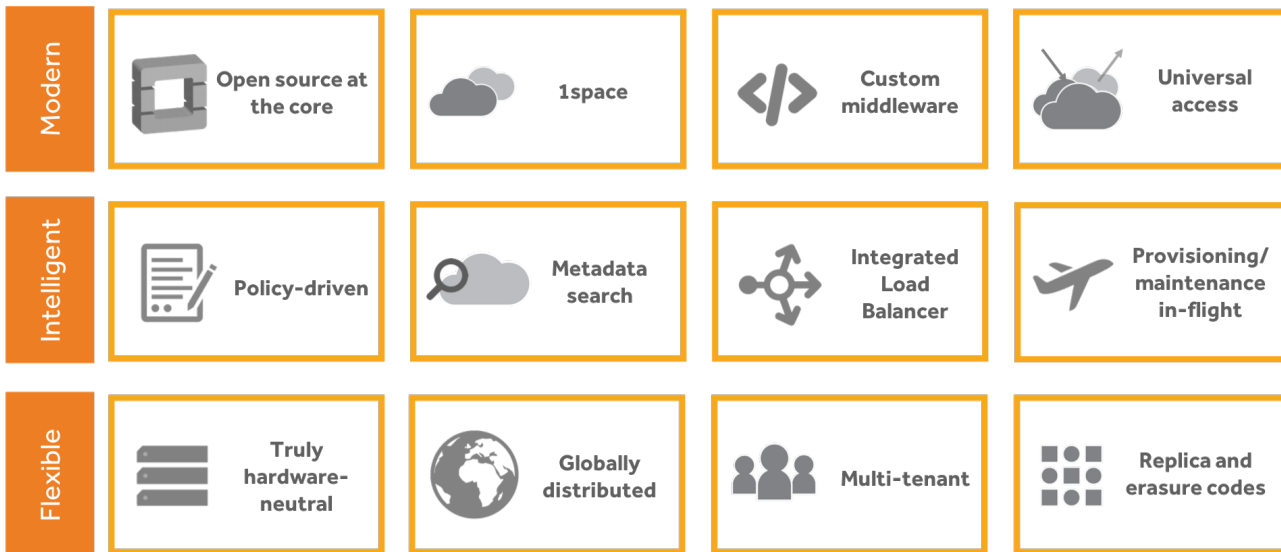 Modern
Open source at
the core
1space
Custom
middleware
Universal
access
Intelligent
Policy-driven
Metadata
search
Integrated
Load
Balancer
Provisioning/
maintenance
in-flight
Flexible
Truly
hardware-
neutral
Globally
distributed
Multi-tenant
Replica and
erasure codes